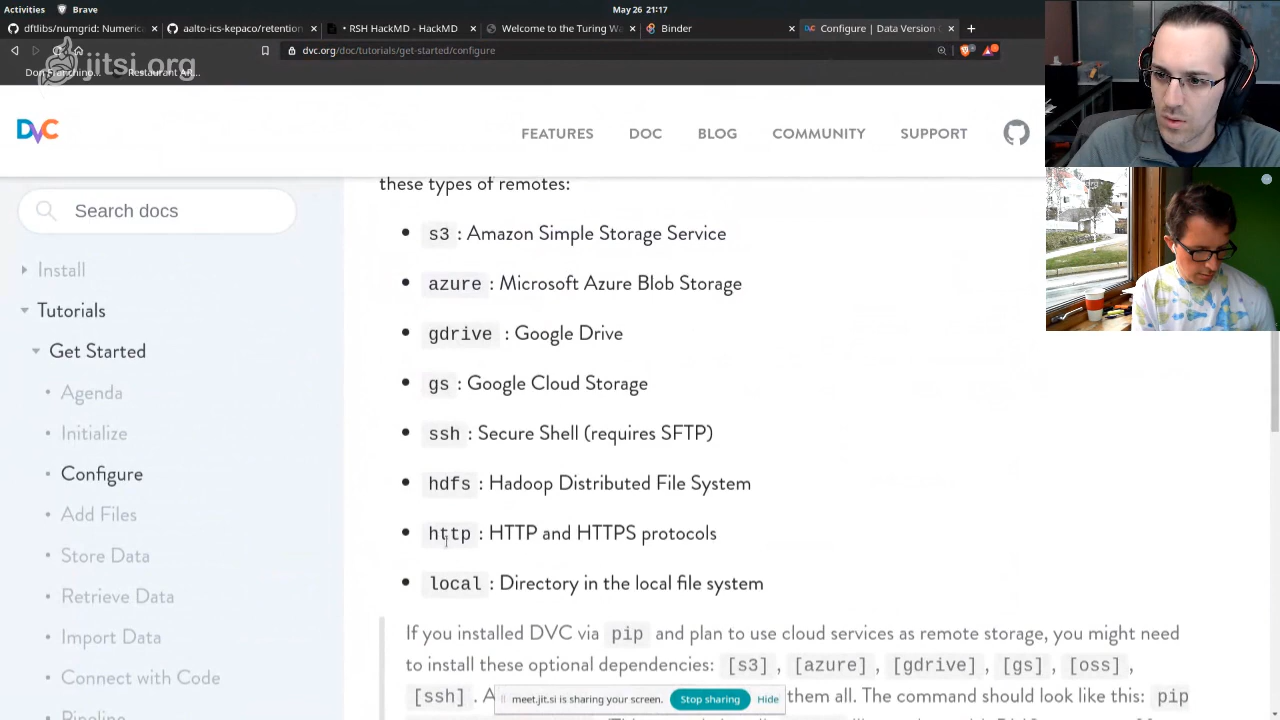 Activities Brave May 26 21:17
dftlibs/numgrid: Numeric aalto-ics-kepaco/retention RSH HackMD - HackMD Welcome to the Turing Wa Binder Configure | Data Version
dvc.org/doc/tutorials/get-started/configure
jitsi.org
Don Franchino... Restaurant Afl...
DVC FEATURES DOC BLOG COMMUNITY SUPPORT
these types of remotes:
Search docs
s3 : Amazon Simple Storage Service
Install
azure : Microsoft Azure Blob Storage
Tutorials
gdrive : Google Drive
Get Started
gs : Google Cloud Storage
Agenda
ssh : Secure Shell (requires SFTP)
Initialize
Configure
hdfs : Hadoop Distributed File System
Add Files
http : HTTP and HTTPS protocols
Store Data
local : Directory in the local file system
Retrieve Data
If you installed DVC via pip and plan to use cloud services as remote storage, you might need
Import Data
to install these optional dependencies: [s3] , [azure] , [gdrive] , [gs] , [oss] ,
Connect with Code
[ssh] . A them all. The command should look like this: pip
meet.jit.si is sharing your screen. Stop sharing Hide
Pipeline